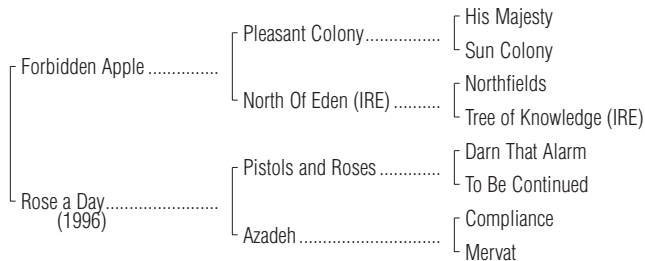 His Majesty
Pleasant Colony................
Sun Colony
Forbidden Apple ...............
Northfields
North Of Eden (IRE) ..........
Tree of Knowledge (IRE)
Darn That Alarm
Pistols and Roses .............
To Be Continued
Rose a Day........................
(1996)
Compliance
Azadeh ..............................
Mervat